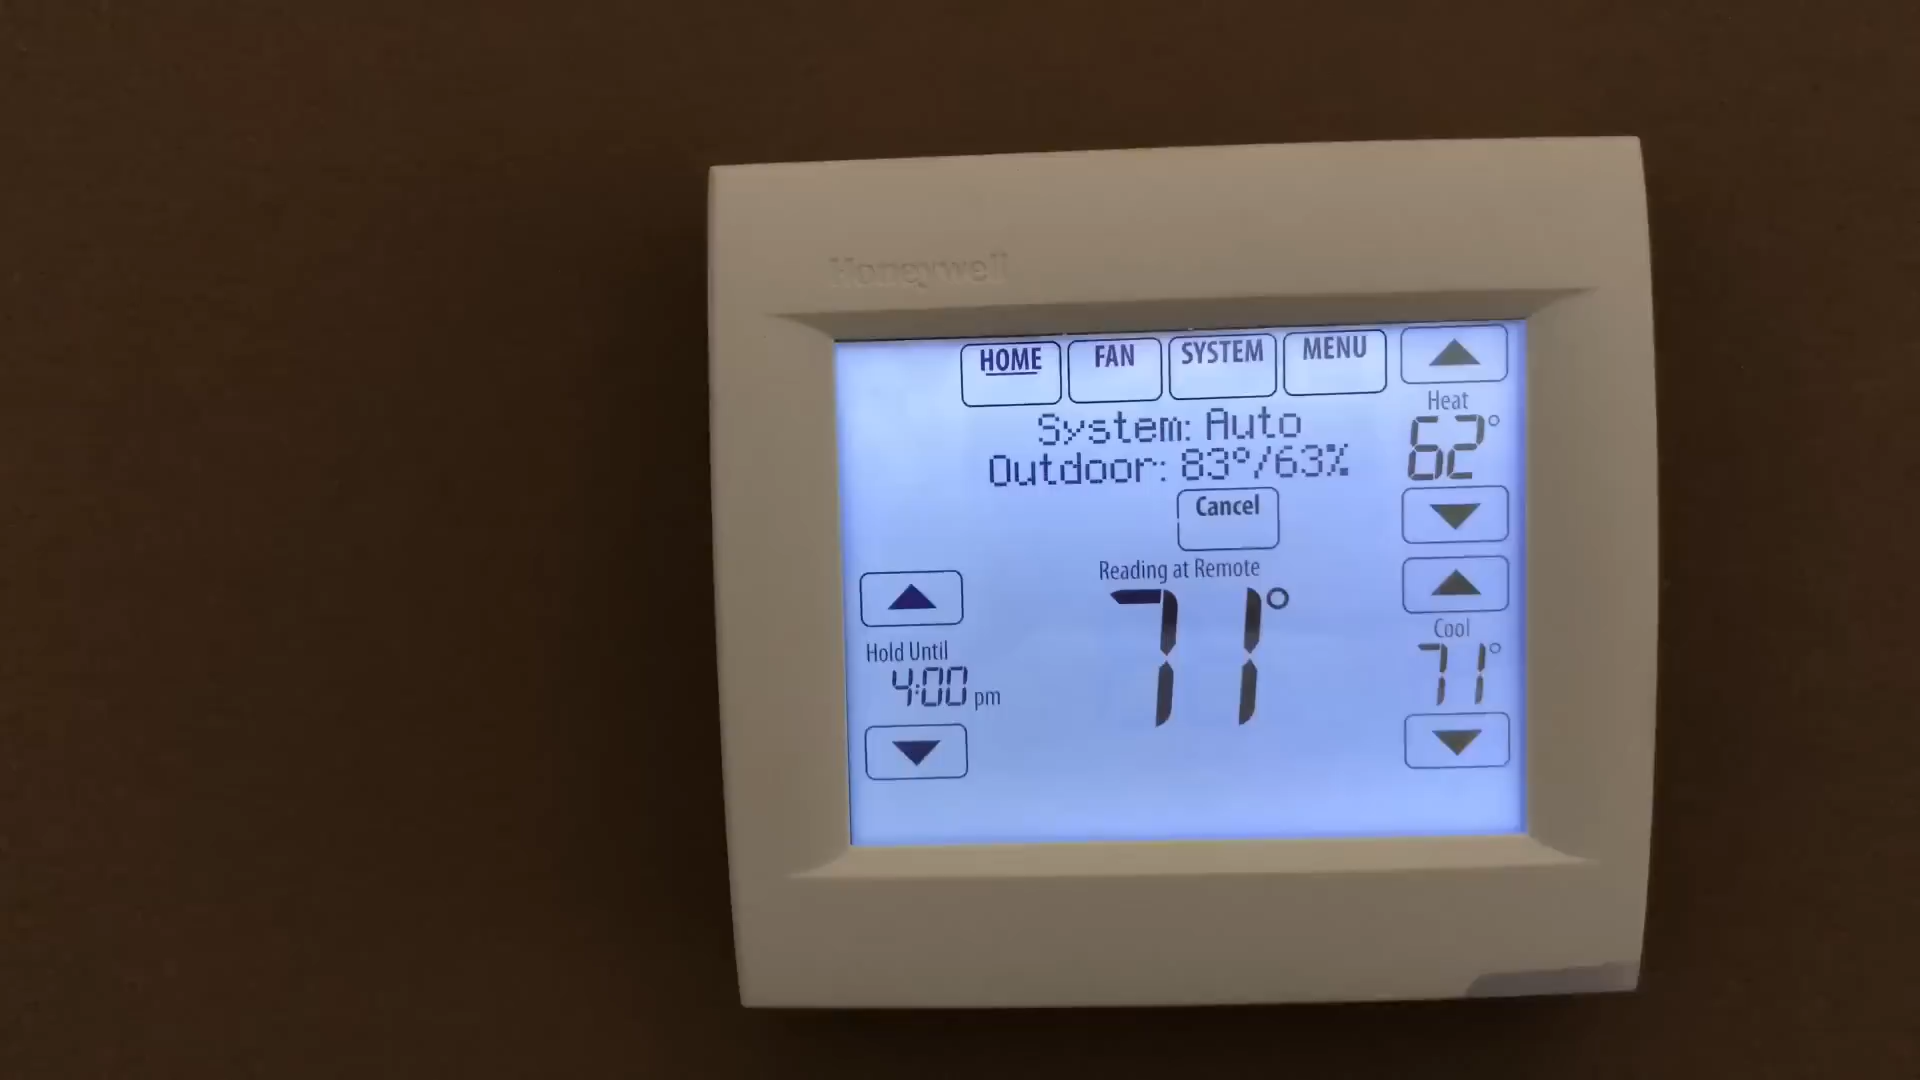 Honeywell
HOME FAN SYSTEM MENU
System: Auto
Outdoor: 83°/63%
Cancel
Heat
62°
Reading at Remote
71°
Hold Until
4:00 pm
Cool
71°